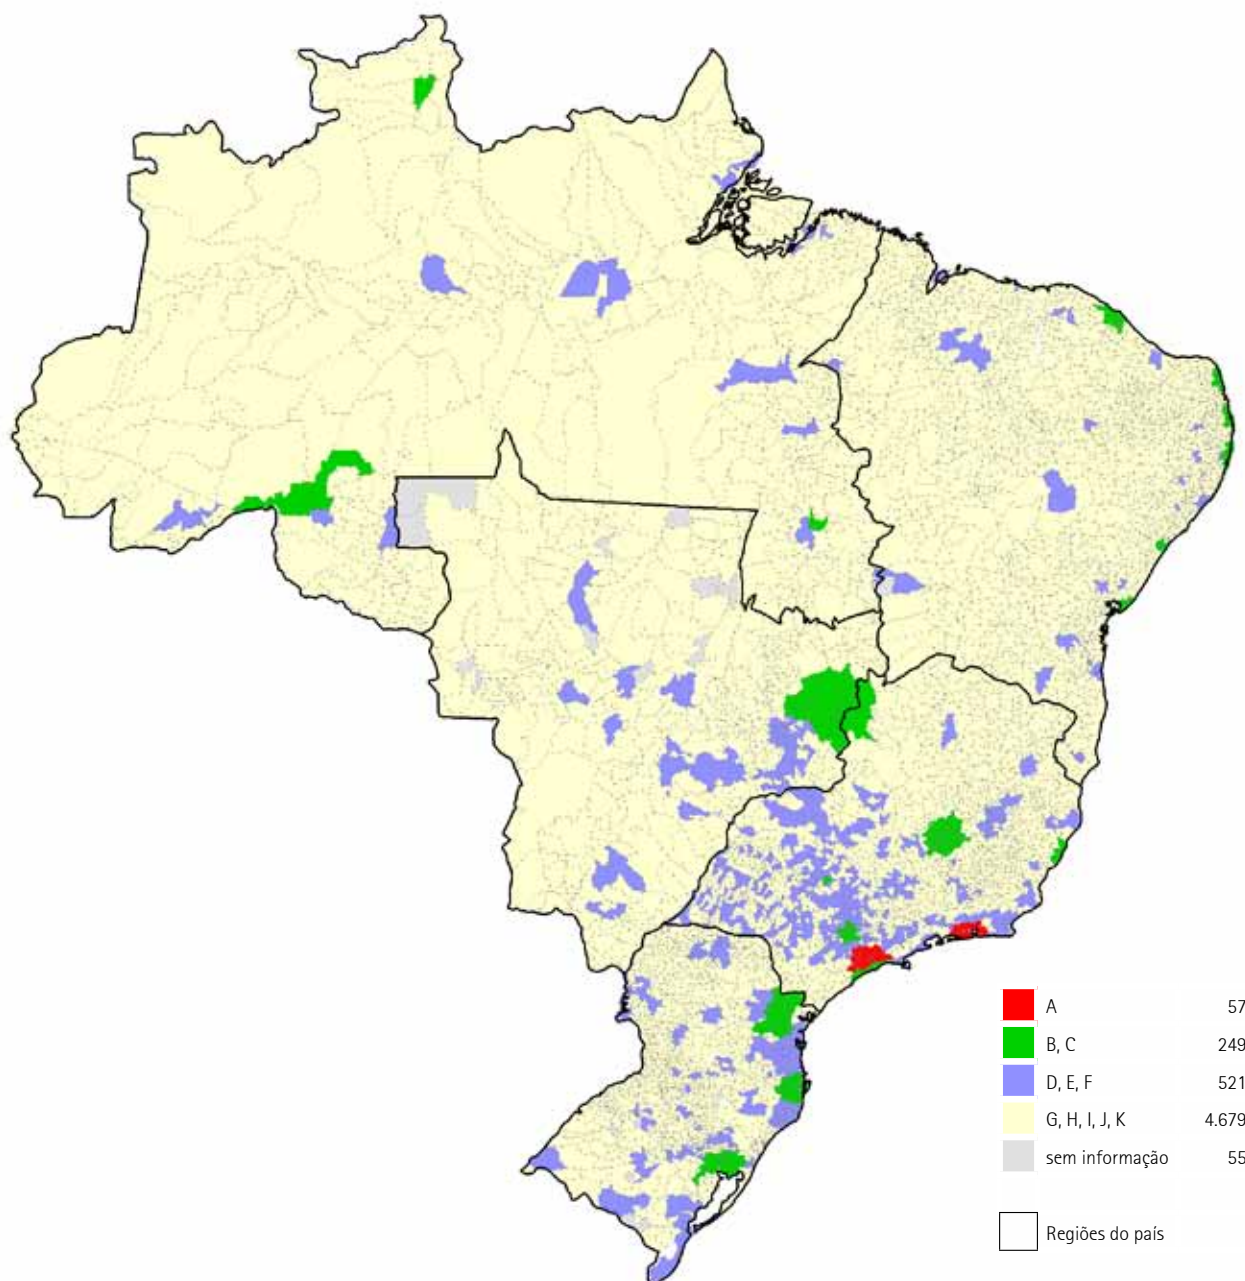 A 57
B, C 249
D, E, F 521
G, H, I, J, K 4.679
sem informação 55
Regiões do país